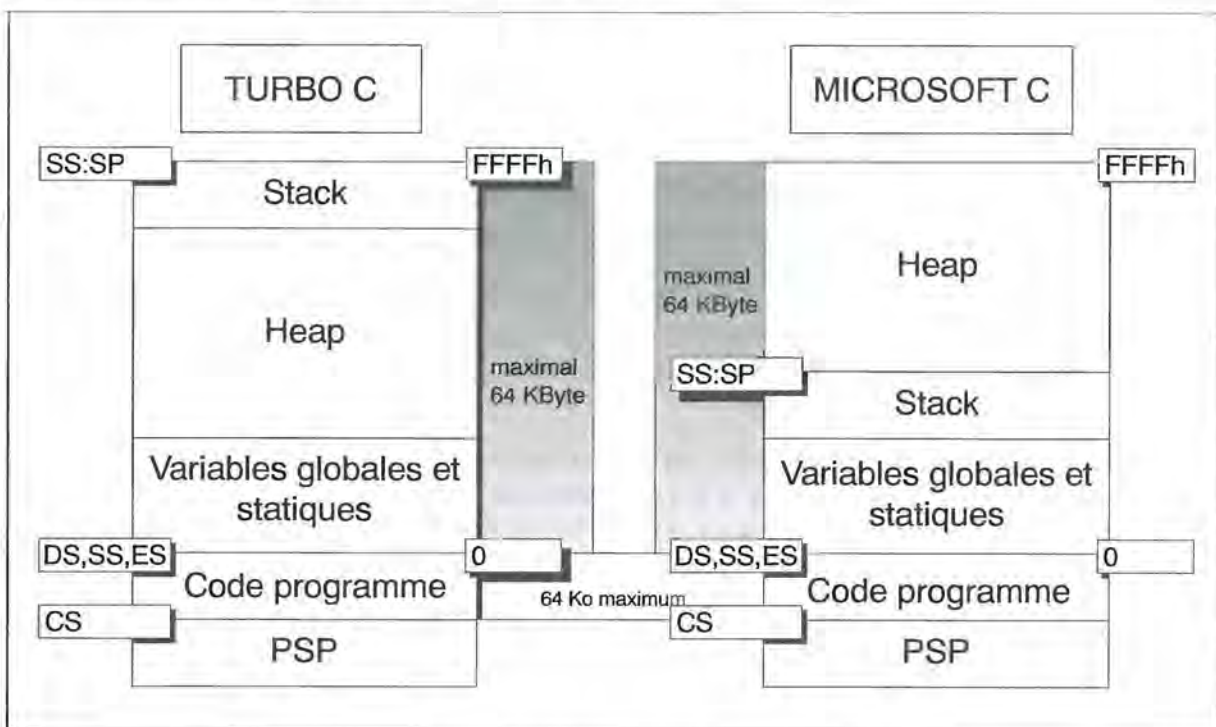 TURBO C
SS:SP
FFFFh
Stack
Heap
maximal
64 KByte
Variables globales et
statiques
DS,SS,ES
0
Code programme
CS
PSP
64 Ko maximum
MICROSOFT C
FFFFh
Heap
maximal
64 KByte
SS:SP
Stack
Variables globales et
statiques
DS,SS,ES
0
Code programme
CS
PSP